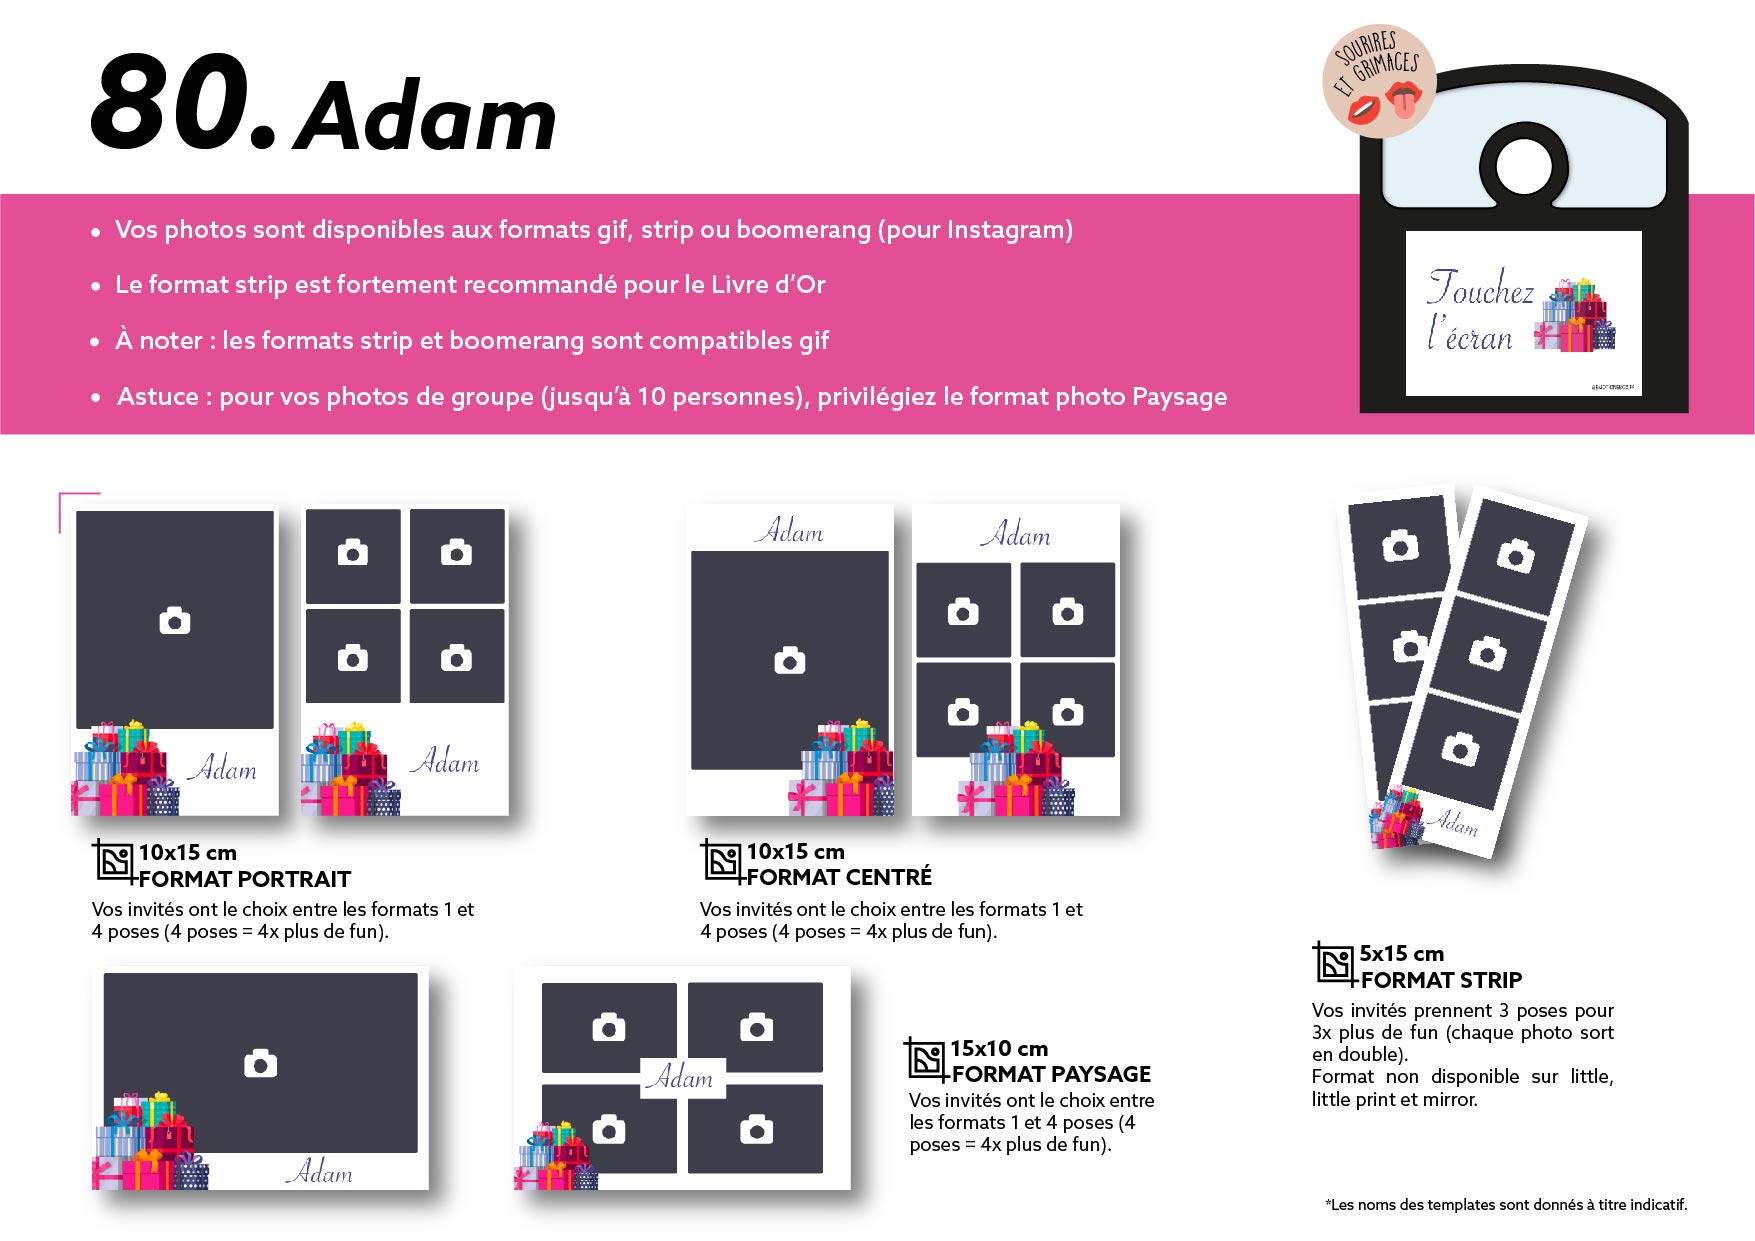 80. Adam
SOURIRES
ET GRIMACES
• Vos photos sont disponibles aux formats gif, strip ou boomerang (pour Instagram)
• Le format strip est fortement recommandé pour le Livre d'Or
• À noter : les formats strip et boomerang sont compatibles gif
• Astuce : pour vos photos de groupe (jusqu'à 10 personnes), privilégiez le format photo Paysage
Touchez
l'écran
Adam
Adam
Adam
Adam
Adam
10x15 cm
FORMAT PORTRAIT
Vos invités ont le choix entre les formats 1 et
4 poses (4 poses = 4x plus de fun).
10x15 cm
FORMAT CENTRÉ
Vos invités ont le choix entre les formats 1 et
4 poses (4 poses = 4x plus de fun).
Adam
Adam
15x10 cm
FORMAT PAYSAGE
Vos invités ont le choix entre
les formats 1 et 4 poses (4
poses = 4x plus de fun).
5x15 cm
FORMAT STRIP
Vos invités prennent 3 poses pour
3x plus de fun (chaque photo sort
en double).
Format non disponible sur little,
little print et mirror.
*Les noms des templates sont donnés à titre indicatif.